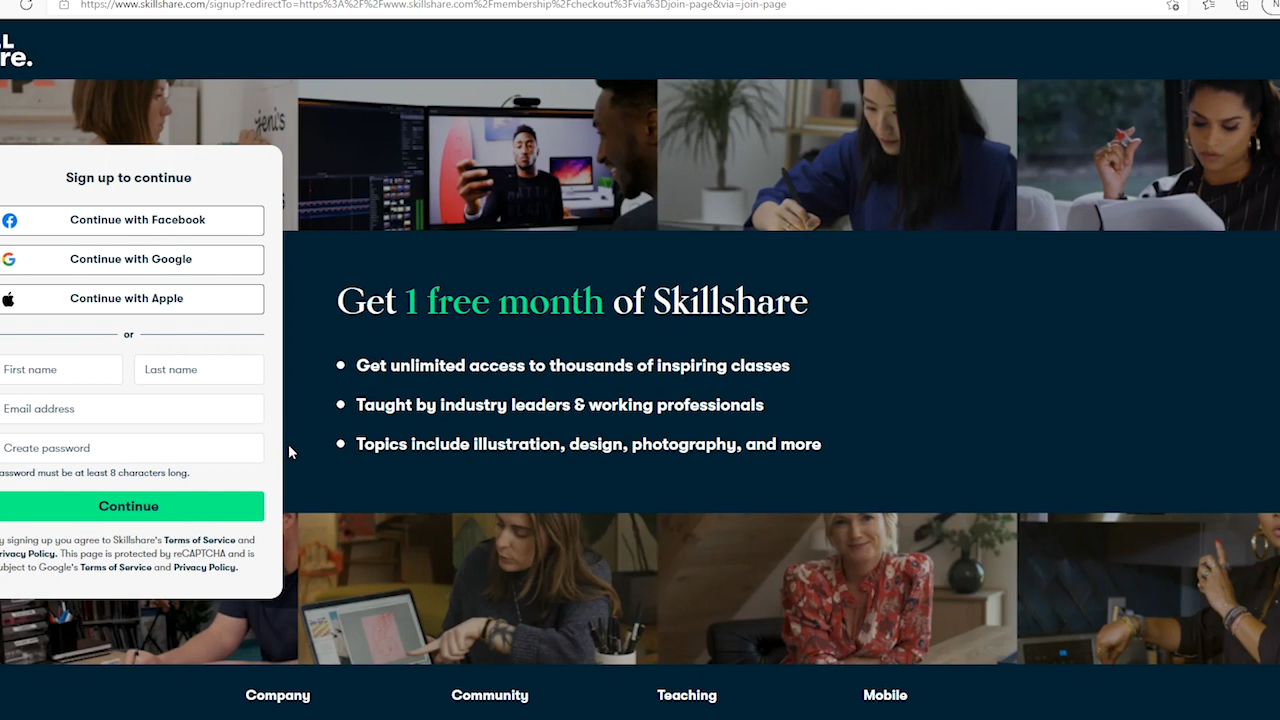 https://www.skillshare.com/signup?redirectTo=https%3A%2F%2Fwww.skillshare.com%2Fmembership%2Fcheckout%3Fvia%3Djoin-page&via=join-page
re.
jeni's
Sign up to continue
Continue with Facebook
Continue with Google
Continue with Apple
or
First name
Last name
Email address
Create password
assword must be at least 8 characters long.
Continue
y signing up you agree to Skillshare's Terms of Service and
rivacy Policy. This page is protected by reCAPTCHA and is
ubject to Google's Terms of Service and Privacy Policy.
Get 1 free month of Skillshare
• Get unlimited access to thousands of inspiring classes
• Taught by industry leaders & working professionals
• Topics include illustration, design, photography, and more
Company
Community
Teaching
Mobile